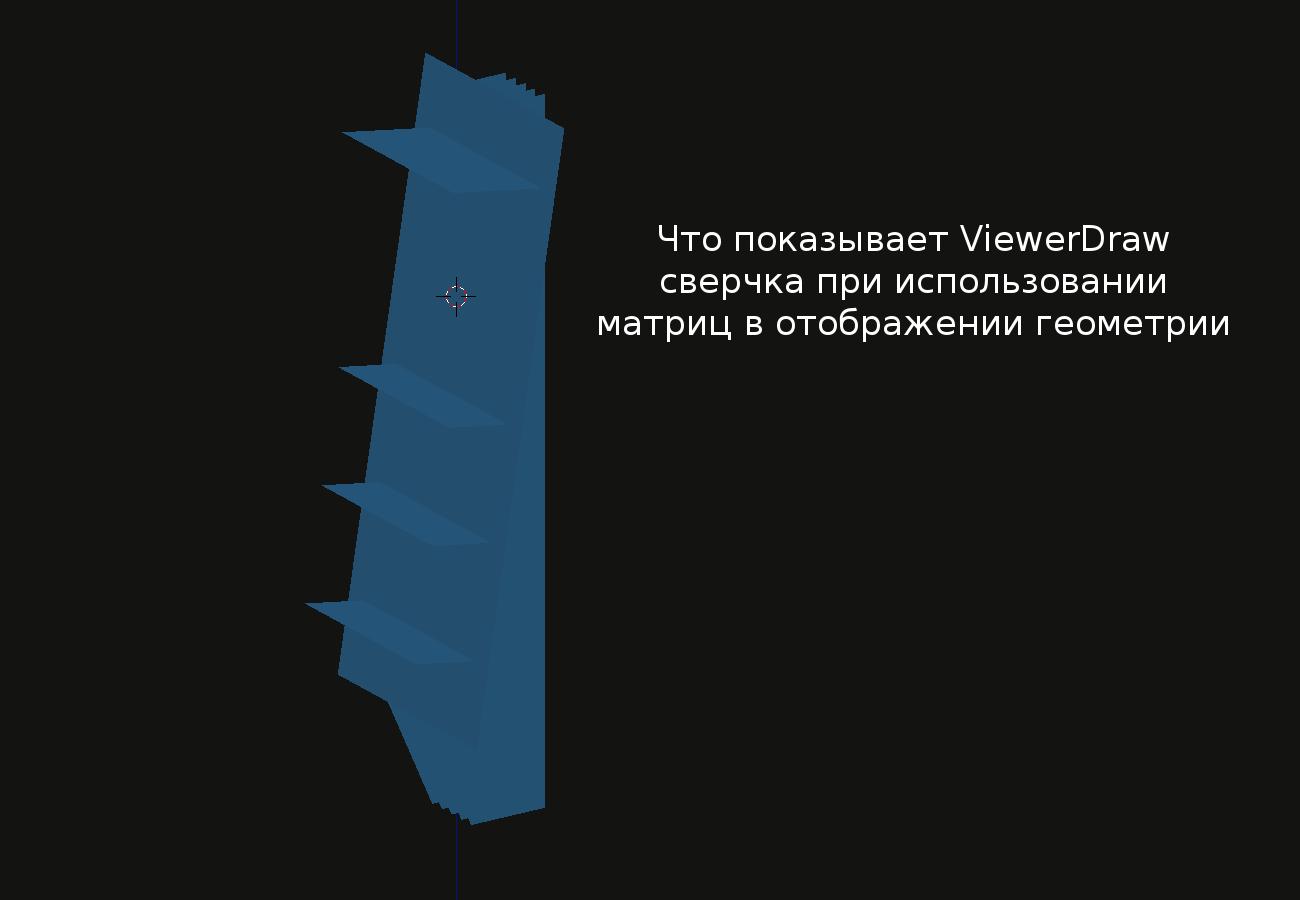 Что показывает ViewerDraw
сверчка при использовании
матриц в отображении геометрии